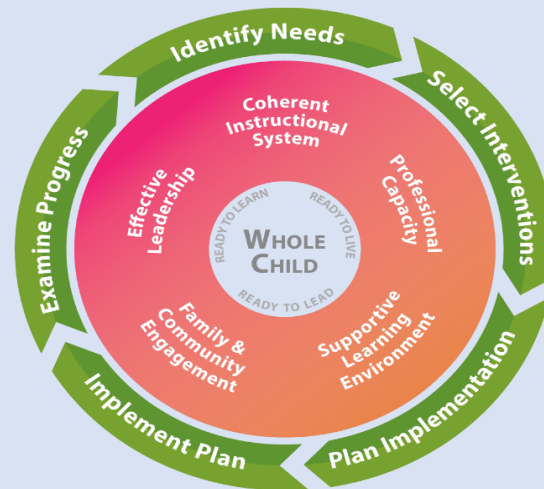 Identify Needs
Select Interventions
Plan Implementation
Implement Plan
Examine Progress
Coherent
Instructional
System
Professional
Capacity
Supportive
Learning
Environment
Family &
Community
Engagement
Effective
Leadership
READY TO LEARN
READY TO LIVE
READY TO LEAD
WHOLE
CHILD